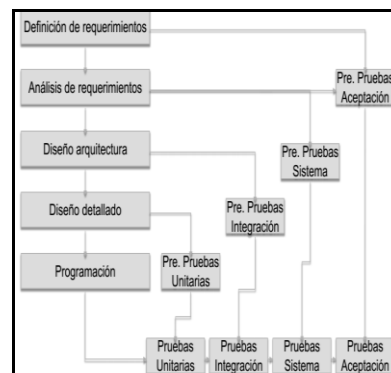 Definición de requerimientos
Análisis de requerimientos
Pre. Pruebas
Aceptación
Diseño arquitectura
Pre. Pruebas
Sistema
Diseño detallado
Pre. Pruebas
Integración
Programación
Pre. Pruebas
Unitarias
Pruebas
Unitarias
Pruebas
Integración
Pruebas
Sistema
Pruebas
Aceptación